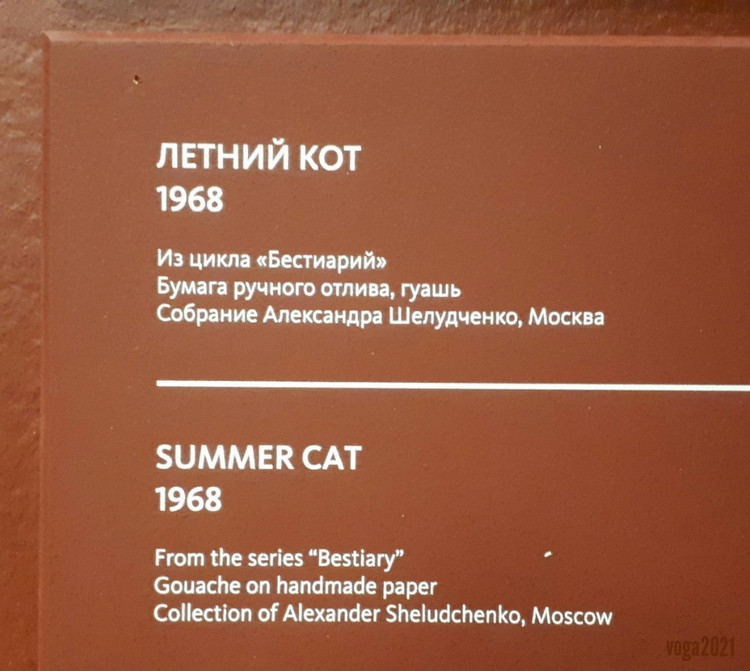 ЛЕТНИЙ КОТ
1968
Из цикла «Бестиарий»
Бумага ручного отлива, гуашь
Собрание Александра Шелудченко, Москва
SUMMER CAT
1968
From the series “Bestiary”
Gouache on handmade paper
Collection of Alexander Sheludchenko, Moscow
voga2021